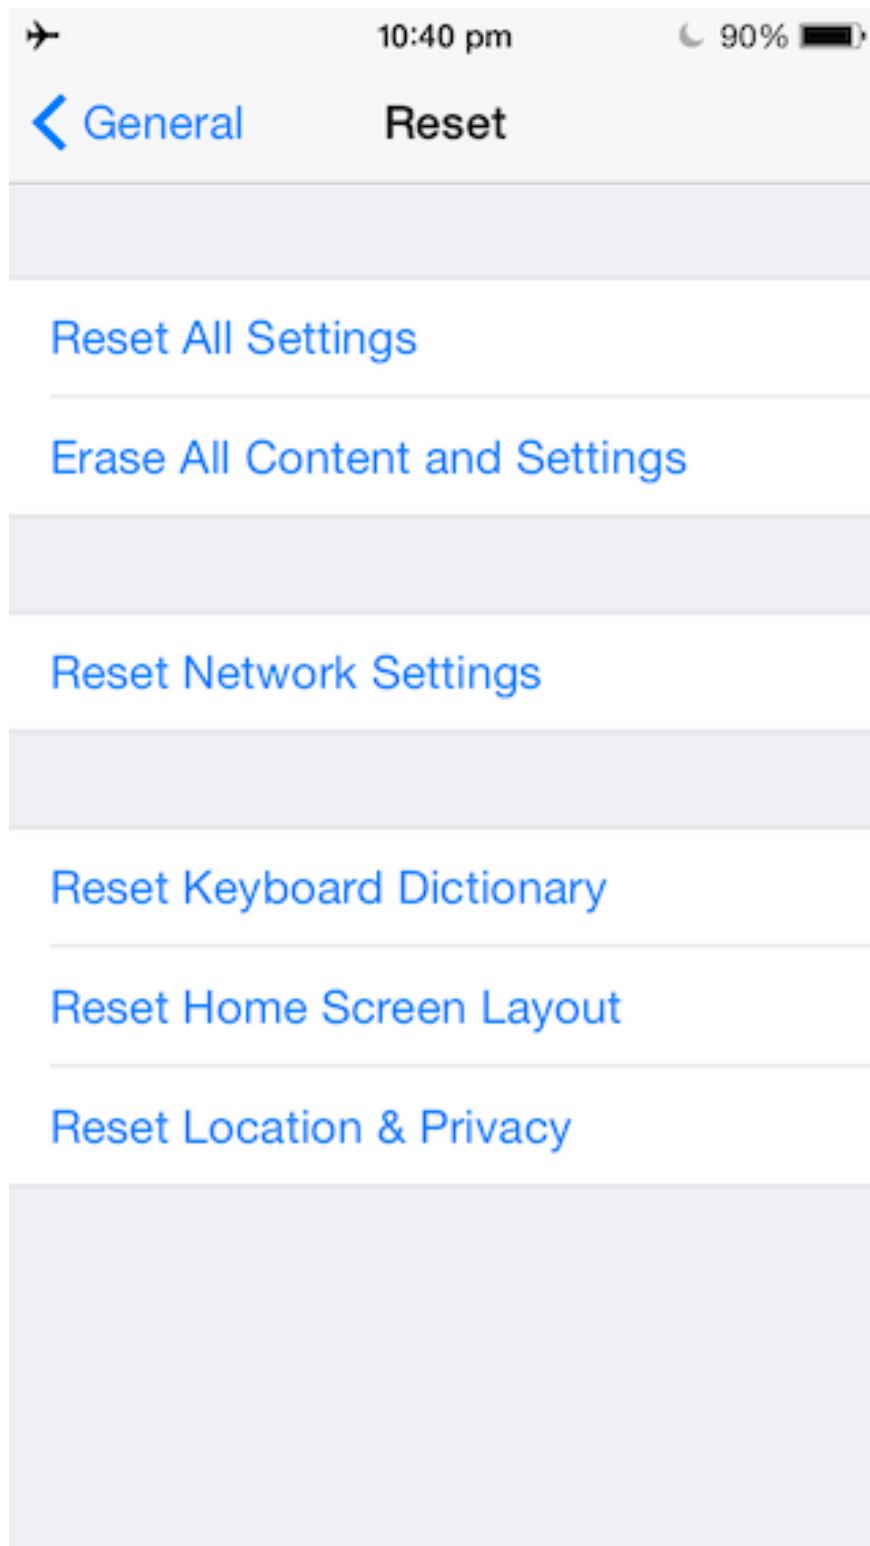 10:40 pm 90%
General Reset
Reset All Settings
Erase All Content and Settings
Reset Network Settings
Reset Keyboard Dictionary
Reset Home Screen Layout
Reset Location & Privacy